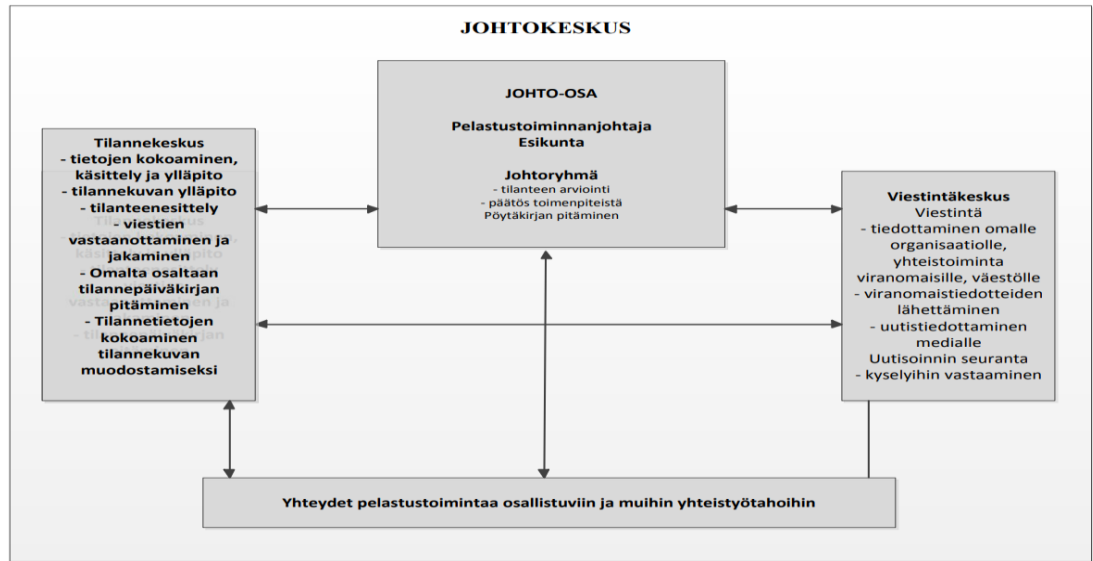 JOHTOKESKUS
JOHTO-OSA
Pelastustoiminnanjohtaja
Esikunta
Johtoryhmä
- tilanteen arviointi
- päätös toimenpiteistä
Pöytäkirjan pitäminen
Tilannekeskus
- tietojen kokoaminen,
käsittely ja ylläpito
- tilannekuvan ylläpito
- tilanteenesittely
- viestien
vastaanottaminen ja
jakaminen
- Omalta osaltaan
tilannepäiväkirjan
pitäminen
- Tilannetietojen
kokoaminen
tilannekuvan
muodostamiseksi
Viestintäkeskus
Viestintä
- tiedottaminen omalle
organisaatiolle,
yhteistoiminta
viranomaisille, väestölle
- viranomaistiedotteiden
lähettäminen
- uutistiedottaminen
medialle
Uutisoinnin seuranta
- kyselyihin vastaaminen
Yhteydet pelastustoimintaa osallistuviin ja muihin yhteistyötahoihin